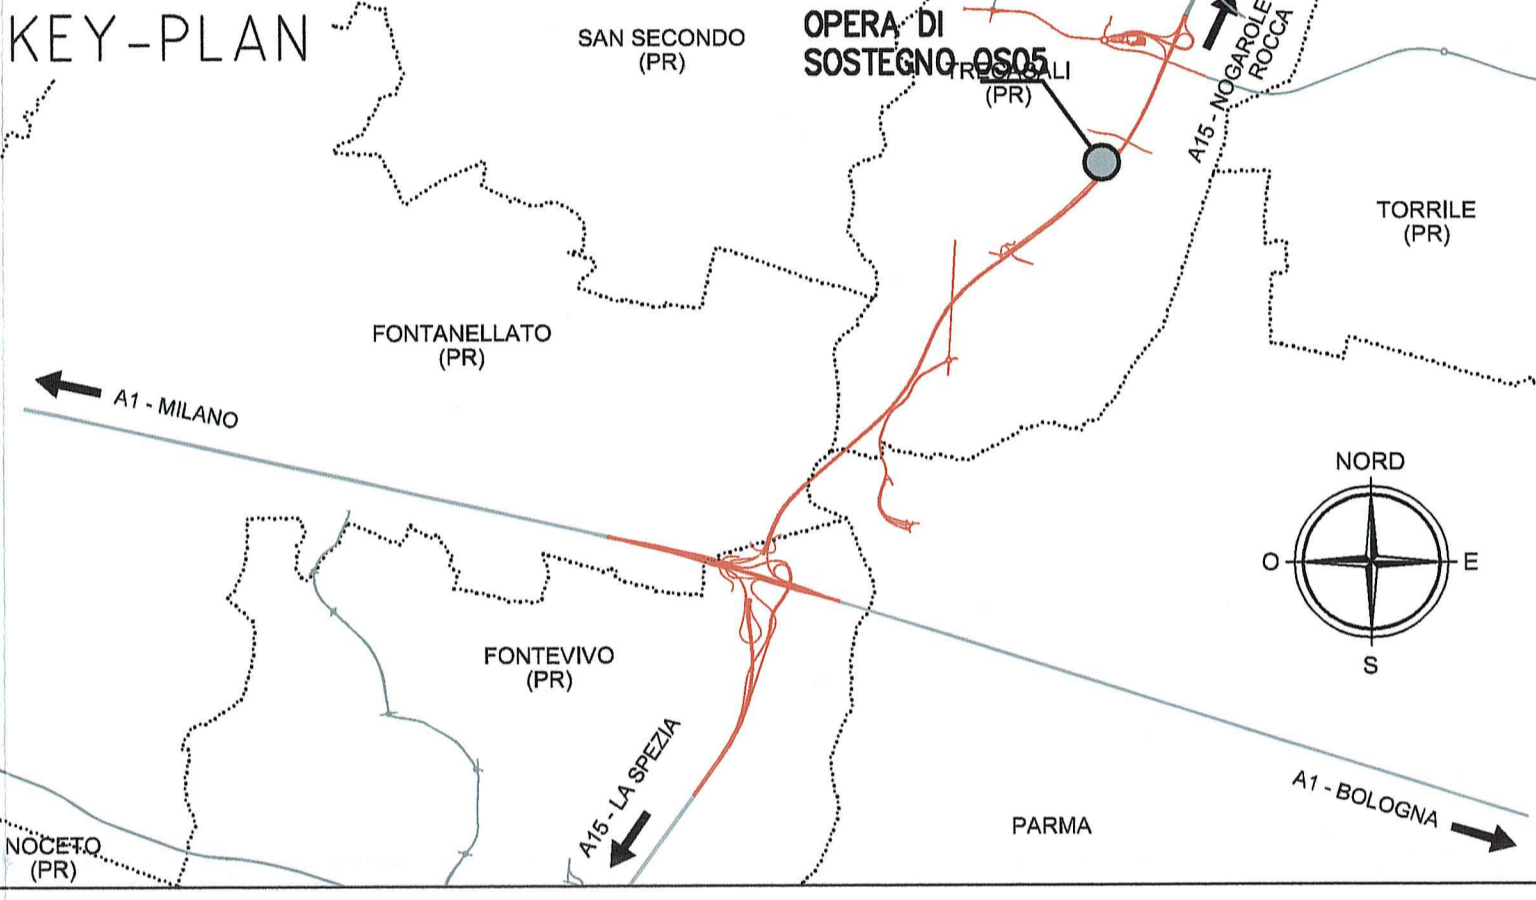 KEY-PLAN
SAN SECONDO
(PR)
OPERA DI
SOSTEGNO OS05
TRECASALI
(PR)
A15 - NOGAROLE
ROCCA
TORRILE
(PR)
FONTANELLATO
(PR)
A1 - MILANO
NORD
O
E
S
FONTEVIVO
(PR)
A15 - LA SPEZIA
A1 - BOLOGNA
PARMA
NOCETO
(PR)